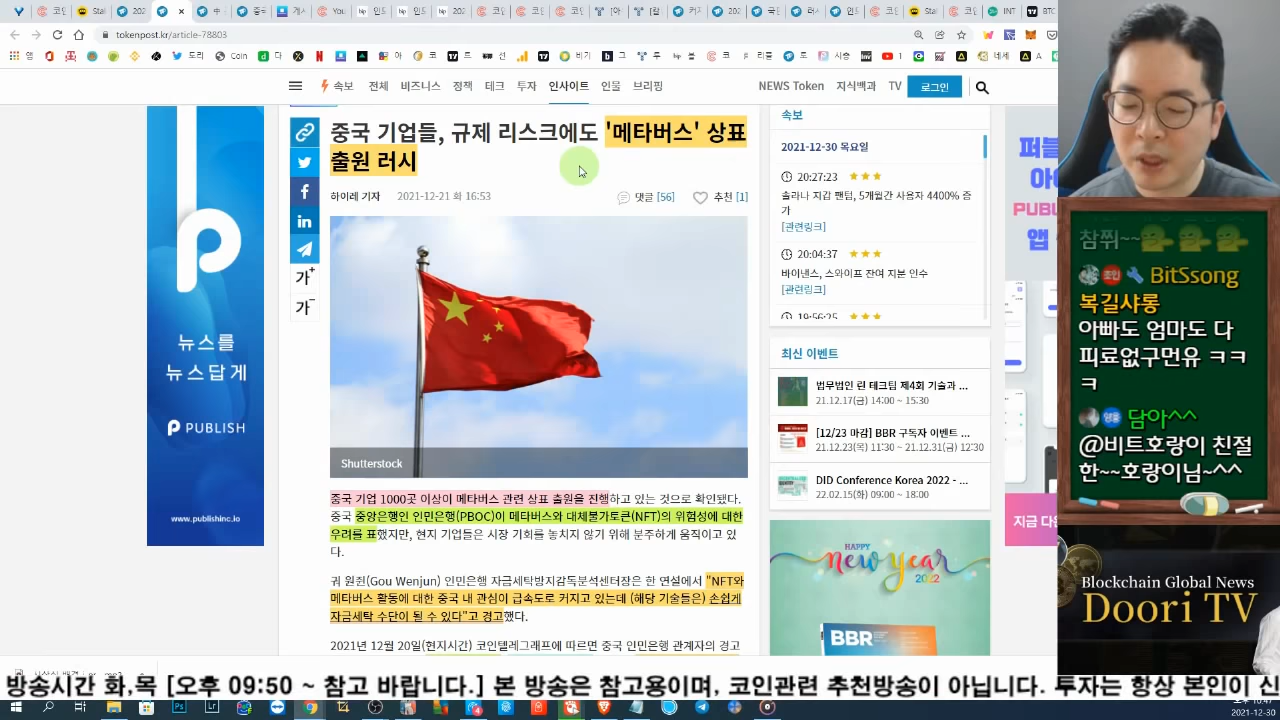 tokenpost.kr/article-78803
속보
전체
비즈니스
정책
테크
투자
인사이트
인물
브리핑
NEWS Token
지식백과
TV
로그인
중국 기업들, 규제 리스크에도 '메타버스' 상표
출원 러시
하이레 기자
2021-12-21 화 16:53
댓글 [56]
추천 [1]
가+
가-
Shutterstock
중국 기업 1000곳 이상이 메타버스 관련 상표 출원을 진행하고 있는 것으로 확인됐다.
중국 중앙은행인 인민은행(PBOC)이 메타버스와 대체불가토큰(NFT)의 위험성에 대한
우려를 표했지만, 현지 기업들은 시장 기회를 놓치지 않기 위해 분주하게 움직이고 있
다.
궈 원쥔(Gou Wenjun) 인민은행 자금세탁방지감독분석센터장은 한 연설에서 "NFT와
메타버스 활동에 대한 중국 내 관심이 급속도로 커지고 있는데 (해당 기술들은) 손쉽게
자금세탁 수단이 될 수 있다"고 경고했다.
2021년 12월 20일(현지시간) 코인텔레그래프에 따르면 중국 인민은행 관계자의 경고
뉴스를
뉴스답게
PUBLISH
www.publishinc.io
속보
2021-12-30 목요일
20:27:23
솔라나 지갑 팬텀, 5개월간 사용자 4400% 증
가
[관련링크]
20:04:37
바이낸스, 스와이프 잔여 지분 인수
[관련링크]
19:56:25
최신 이벤트
법무법인 린 테크팀 제4회 기술과 ...
21.12.17(금) 14:00 ~ 15:30
[12/23 마감] BBR 구독자 이벤트 ...
21.12.23(목) 11:30 ~ 21.12.31(금) 12:30
DID Conference Korea 2022 - ...
22.02.15(화) 09:00 ~ 18:00
HAPPY
new year
2022
BBR
참쮜~~
BitSsong
복길샤롱
아빠도 엄마도 다
피료없구먼유 ㅋㅋ
ㅋ
담아^^
@비트호랑이 친절
한~~호랑이님~^^
Blockchain Global News
Doori TV
방송시간 화,목 [오후 09:50 ~ 참고 바랍니다.] 본 방송은 참고용이며, 코인관련 추천방송이 아닙니다. 투자는 항상 본인이 신
2021-12-30